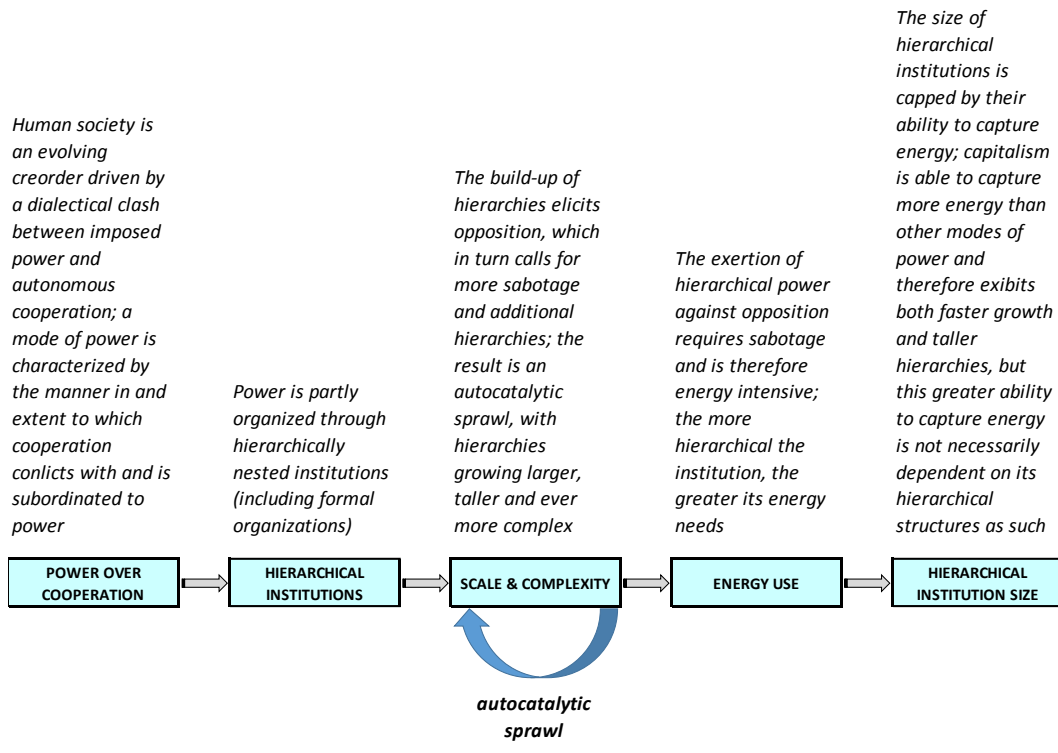 Human society is
an evolving
creorder driven by
a dialectical clash
between imposed
power and
autonomous
cooperation; a
mode of power is
characterized by
the manner in and
extent to which
cooperation
conlicts with and is
subordinated to
power
Power is partly
organized through
hierarchically
nested institutions
(including formal
organizations)
The build-up of
hierarchies elicits
opposition, which
in turn calls for
more sabotage
and additional
hierarchies; the
result is an
autocatalytic
sprawl, with
hierarchies
growing larger,
taller and ever
more complex
The exertion of
hierarchical power
against opposition
requires sabotage
and is therefore
energy intensive;
the more
hierarchical the
institution, the
greater its energy
needs
The size of
hierarchical
institutions is
capped by their
ability to capture
energy; capitalism
is able to capture
more energy than
other modes of
power and
therefore exibits
both faster growth
and taller
hierarchies, but
this greater ability
to capture energy
is not necessarily
dependent on its
hierarchical
structures as such
POWER OVER
COOPERATION
HIERARCHICAL
INSTITUTIONS
SCALE & COMPLEXITY
ENERGY USE
HIERARCHICAL
INSTITUTION SIZE
autocatalytic
sprawl